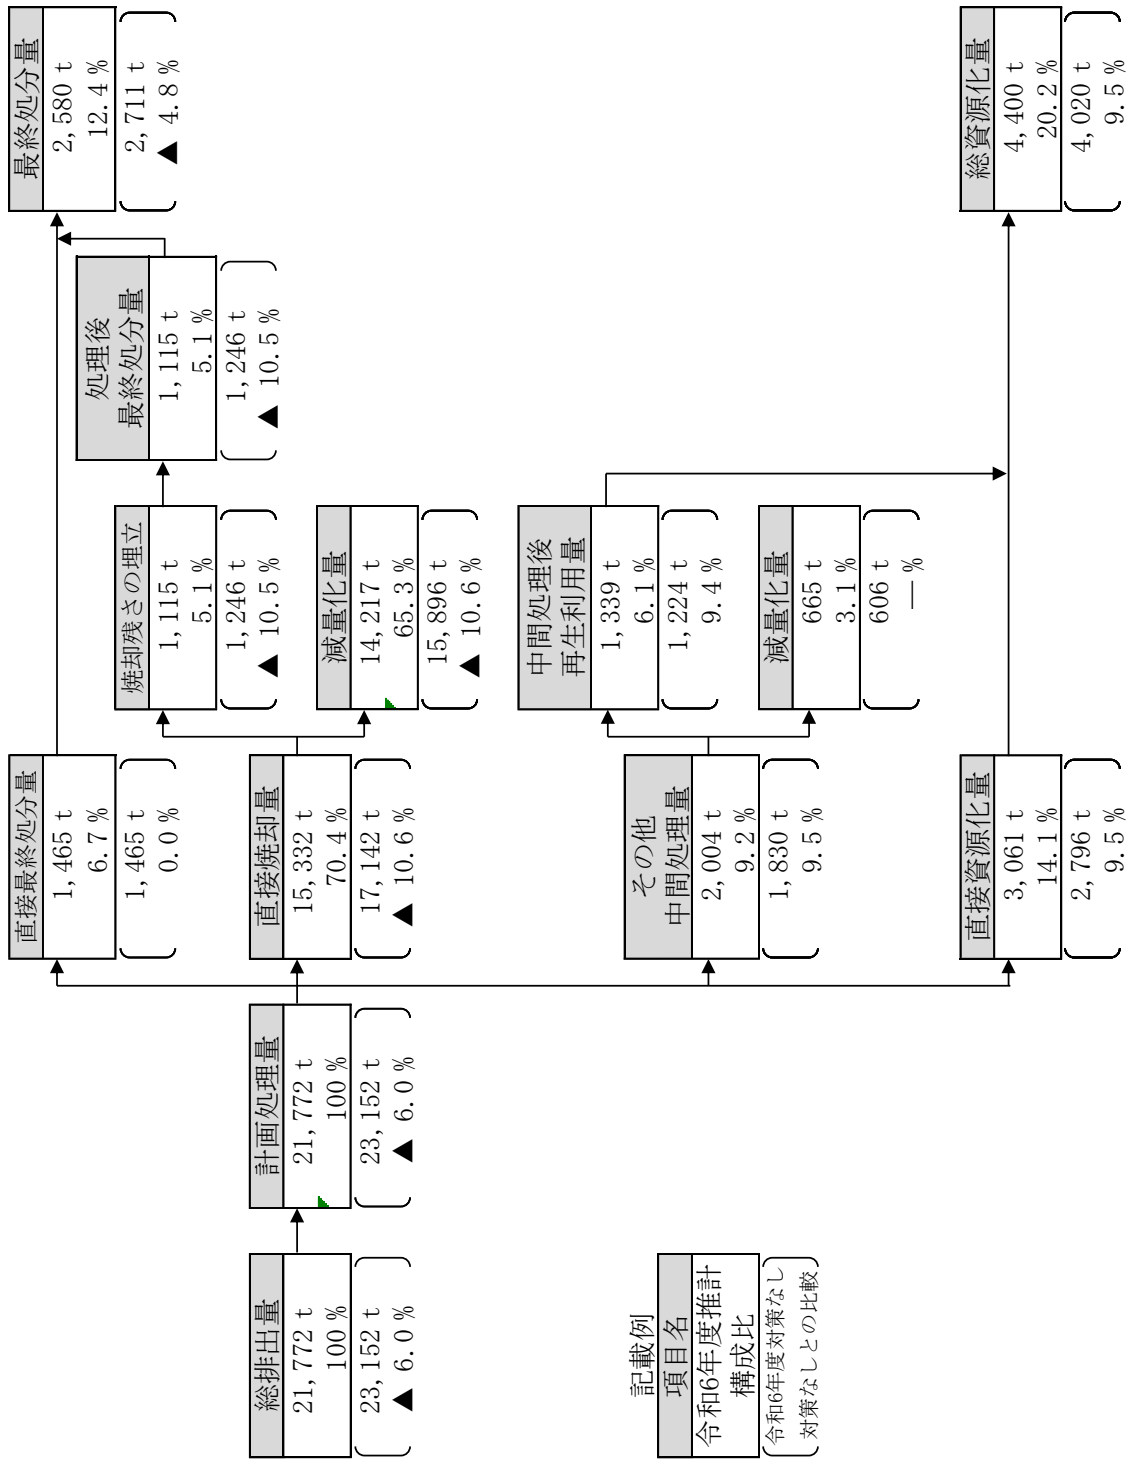 総排出量
21,772 t
100 %
23,152 t
▲ 6.0 %
計画処理量
21,772 t
100 %
23,152 t
▲ 6.0 %
直接最終処分量
1,465 t
6.7 %
1,465 t
0.0 %
直接焼却量
15,332 t
70.4 %
17,142 t
▲ 10.6 %
その他
中間処理量
2,004 t
9.2 %
1,830 t
9.5 %
直接資源化量
3,061 t
14.1 %
2,796 t
9.5 %
焼却残さの埋立
1,115 t
5.1 %
1,246 t
▲ 10.5 %
減量化量
14,217 t
65.3 %
15,896 t
▲ 10.6 %
中間処理後
再生利用量
1,339 t
6.1 %
1,224 t
9.4 %
減量化量
665 t
3.1 %
606 t
― %
処理後
最終処分量
1,115 t
5.1 %
1,246 t
▲ 10.5 %
最終処分量
2,580 t
12.4 %
2,711 t
▲ 4.8 %
総資源化量
4,400 t
20.2 %
4,020 t
9.5 %
記載例
項目名
令和6年度推計
構成比
令和6年度対策なし
対策なしとの比較